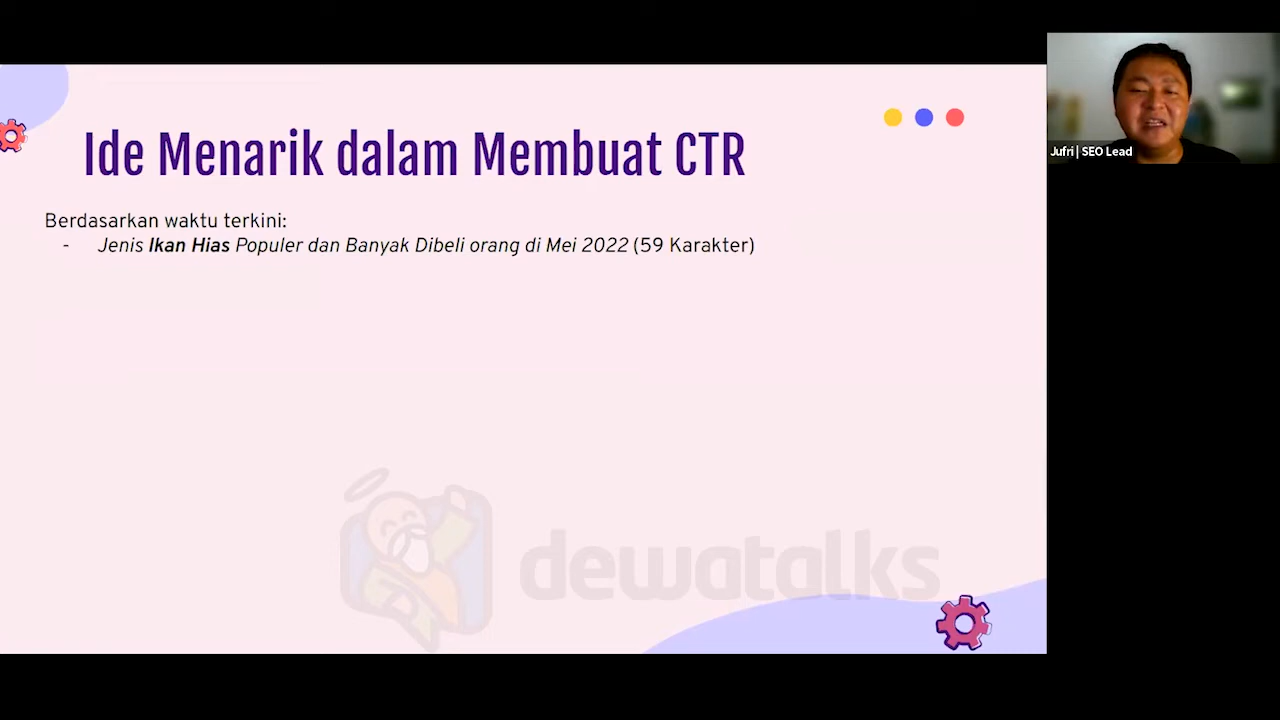 Ide Menarik dalam Membuat CTR
Berdasarkan waktu terkini:
- Jenis Ikan Hias Populer dan Banyak Dibeli orang di Mei 2022 (59 Karakter)
dewatalks
Jufri | SEO Lead